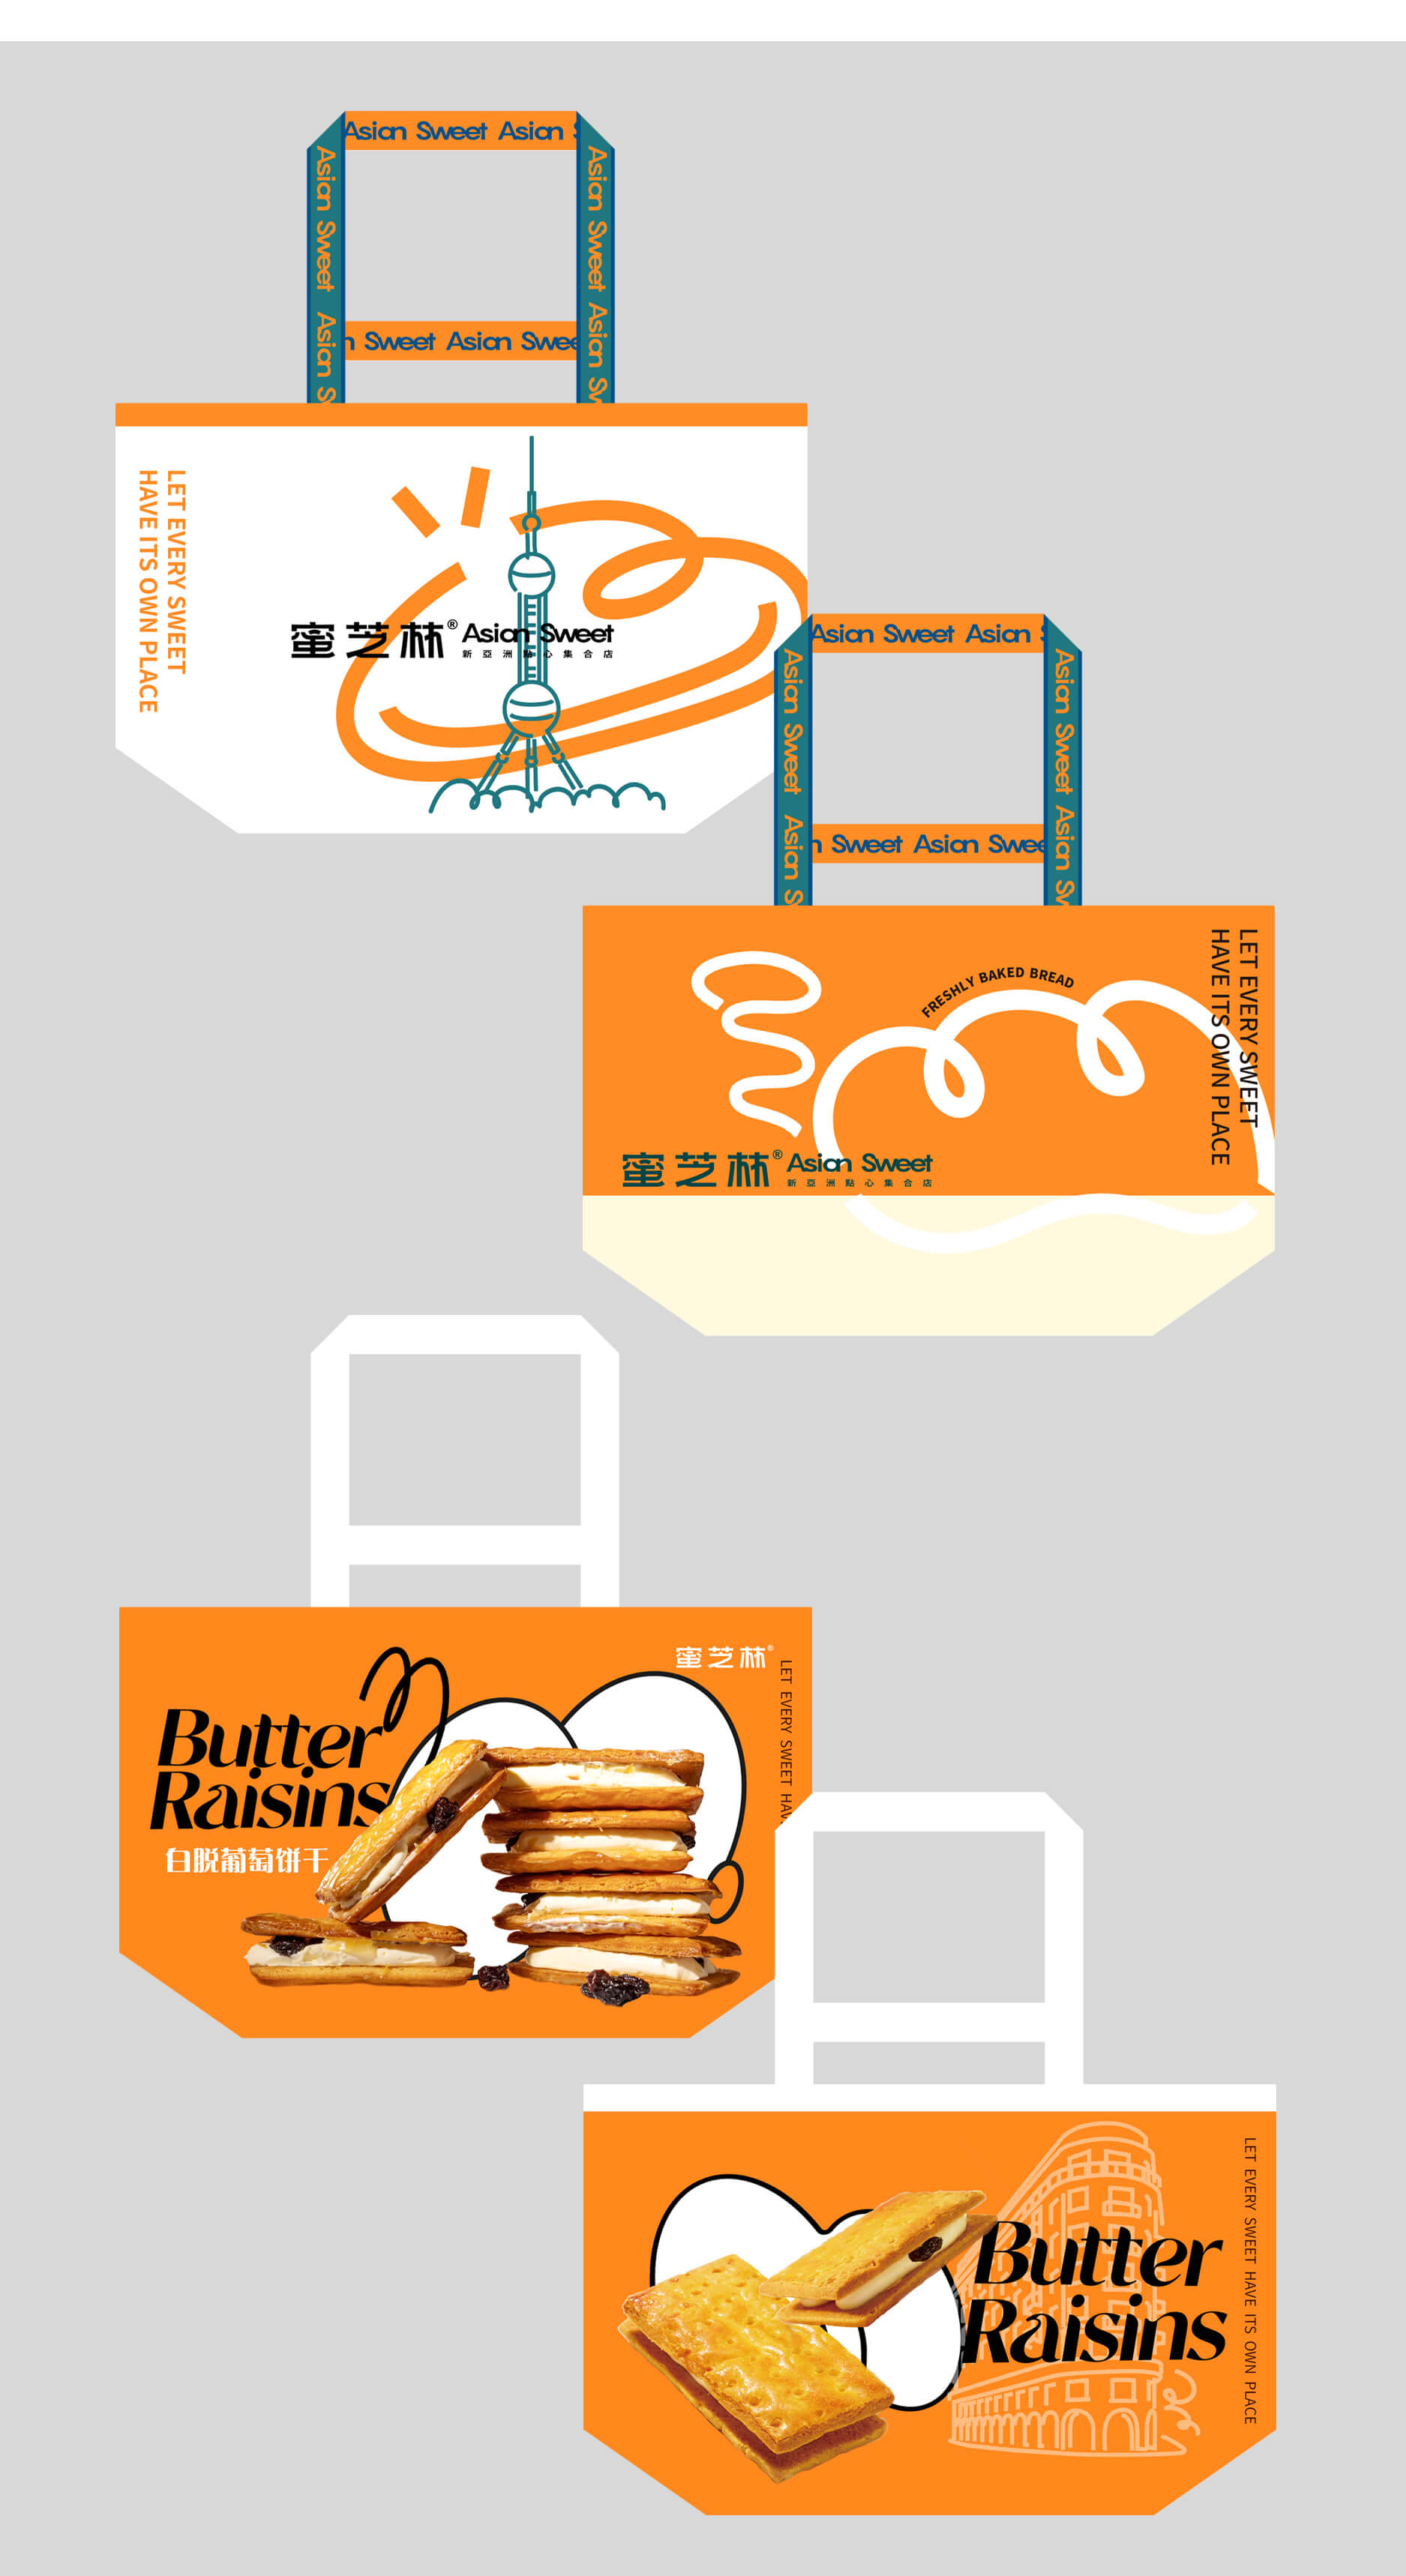 Asian Sweet Asian S
Asian Sweet Asian S
Asian Sweet Asian Sw
n Sweet Asian Swee
LET EVERY SWEET
HAVE ITS OWN PLACE
蜜芝林® Asian Sweet
新亞洲點心集合店
Asian Sweet Asian S
Asian Sweet Asian S
Asian Sweet Asian Sw
n Sweet Asian Swee
FRESHLY BAKED BREAD
LET EVERY SWEET
HAVE ITS OWN PLACE
蜜芝林® Asian Sweet
新亞洲點心集合店
蜜芝林®
LET EVERY SWEET HAV
Butter
Raisins
白脱葡萄饼干
LET EVERY SWEET HAVE ITS OWN PLACE
Butter
Raisins